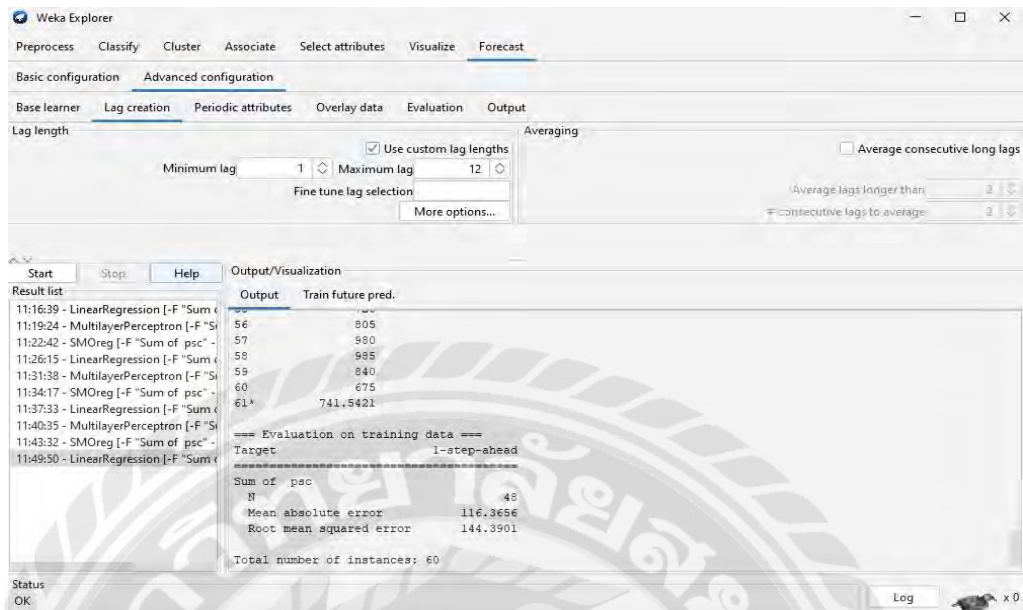 Weka Explorer
Preprocess Classify Cluster Associate Select attributes Visualize Forecast
Basic configuration Advanced configuration
Base learner Lag creation Periodic attributes Overlay data Evaluation Output
Lag length
Use custom lag lengths
Minimum lag 1 Maximum lag 12
Fine tune lag selection
More options...
Averaging
Average consecutive long lags
Average lags longer than 2
# consecutive lags to average 2
Start Stop Help
Result list
11:16:39 - LinearRegression [-F "Sum
11:19:24 - MultilayerPerceptron [-F "S
11:22:42 - SMOreg [-F "Sum of psc" -
11:26:15 - LinearRegression [-F "Sum
11:31:38 - MultilayerPerceptron [-F "S
11:34:17 - SMOreg [-F "Sum of psc" -
11:37:33 - LinearRegression [-F "Sum
11:40:35 - MultilayerPerceptron [-F "S
11:43:32 - SMOreg [-F "Sum of psc" -
11:49:50 - LinearRegression [-F "Sum
Output/Visualization
Output Train future pred.
56 805
57 980
58 985
59 840
60 675
61* 741.5421
=== Evaluation on training data ===
Target 1-step-ahead
=======================================
Sum of psc
N 48
Mean absolute error 116.3656
Root mean squared error 144.3901
Total number of instances: 60
Status
OK
Log x 0